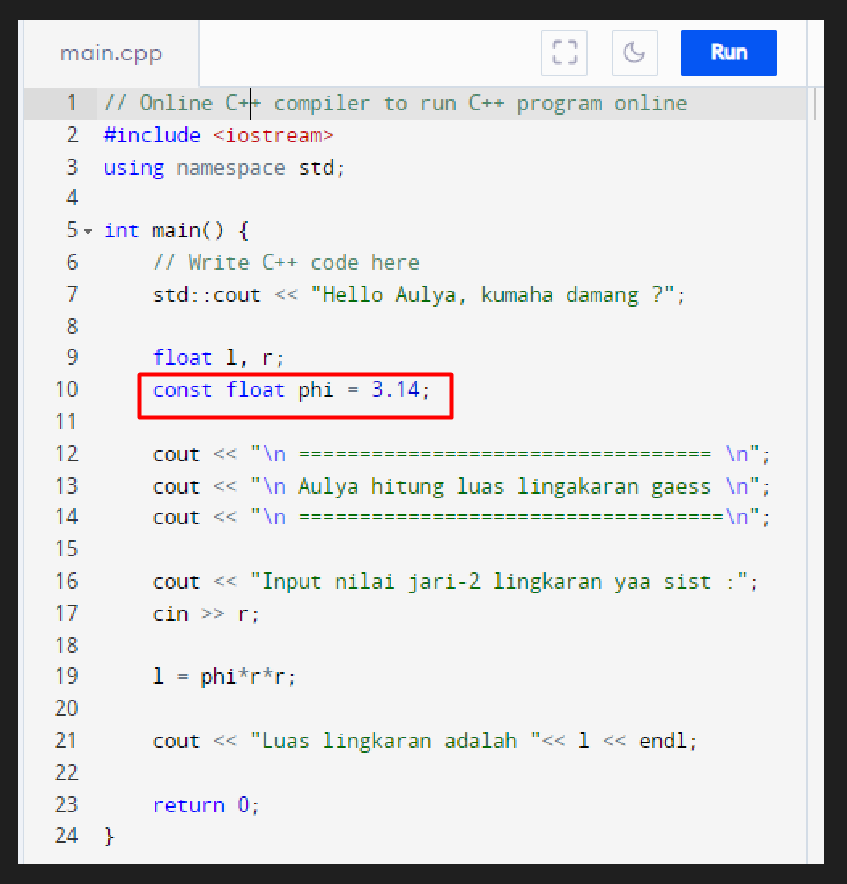 main.cpp
Run
1 // Online C++ compiler to run C++ program online
2 #include <iostream>
3 using namespace std;
4
5 int main() {
6 // Write C++ code here
7 std::cout << "Hello Aulya, kumaha damang ?";
8
9 float l, r;
10 const float phi = 3.14;
11
12 cout << "\n ================================== \n";
13 cout << "\n Aulya hitung luas lingakaran gaess \n";
14 cout << "\n ===================================\n";
15
16 cout << "Input nilai jari-2 lingkaran yaa sist :";
17 cin >> r;
18
19 l = phi*r*r;
20
21 cout << "Luas lingkaran adalah "<< l << endl;
22
23 return 0;
24 }